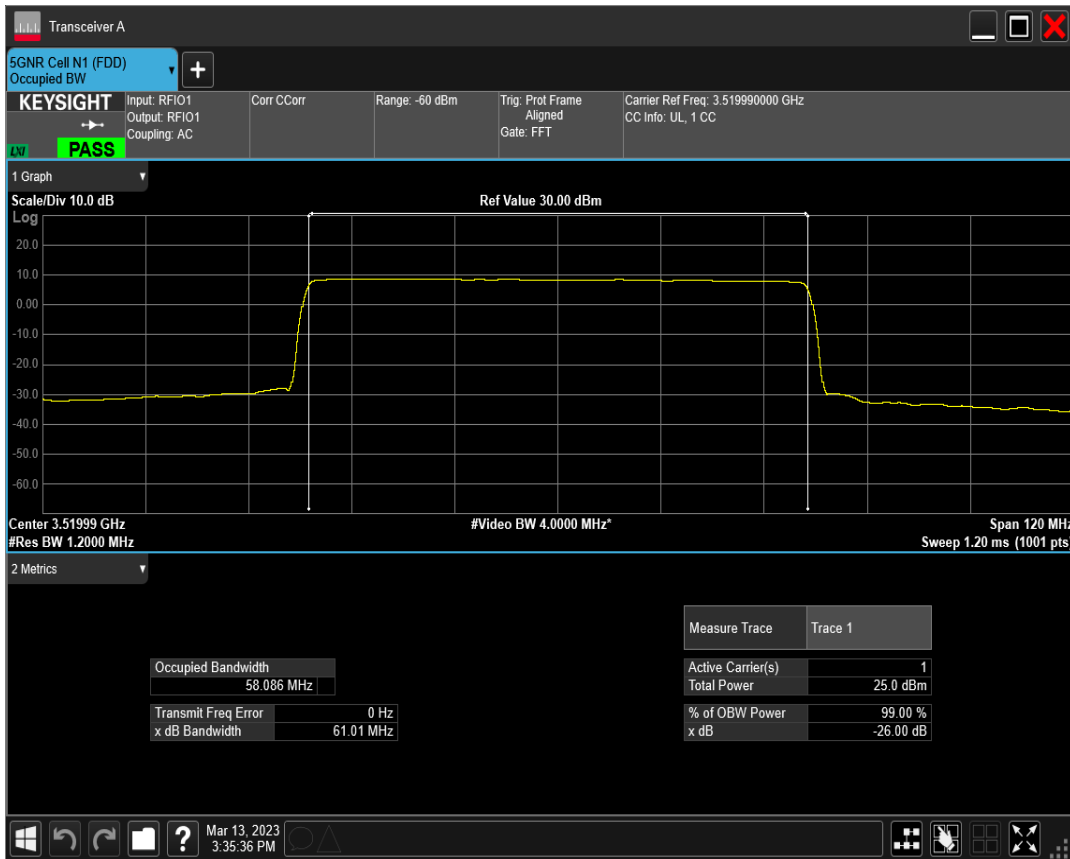 Transceiver A
5GNR Cell N1 (FDD)
Occupied BW
KEYSIGHT
LXI
PASS
Input: RFIO1
Output: RFIO1
Coupling: AC
Corr CCorr
Range: -60 dBm
Trig: Prot Frame
Aligned
Gate: FFT
Carrier Ref Freq: 3.519990000 GHz
CC Info: UL, 1 CC
1 Graph
Scale/Div 10.0 dB
Ref Value 30.00 dBm
Log
20.0
10.0
0.00
-10.0
-20.0
-30.0
-40.0
-50.0
-60.0
Center 3.51999 GHz
#Video BW 4.0000 MHz*
Span 120 MHz
#Res BW 1.2000 MHz
Sweep 1.20 ms (1001 pts)
2 Metrics
Measure Trace Trace 1
Occupied Bandwidth
58.086 MHz
Active Carrier(s) 1
Total Power 25.0 dBm
Transmit Freq Error 0 Hz
x dB Bandwidth 61.01 MHz
% of OBW Power 99.00 %
x dB -26.00 dB
Mar 13, 2023
3:35:36 PM